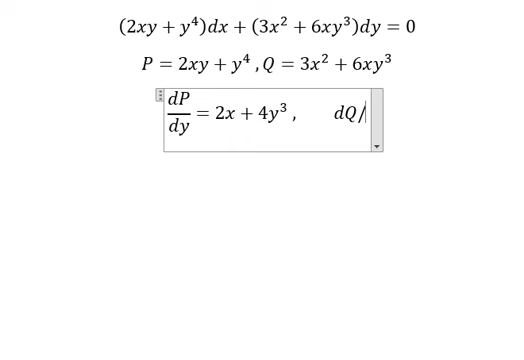 (2xy + y⁴)dx + (3x² + 6xy³)dy = 0
P = 2xy + y⁴ , Q = 3x² + 6xy³
dP/dy = 2x + 4y³ , dQ/